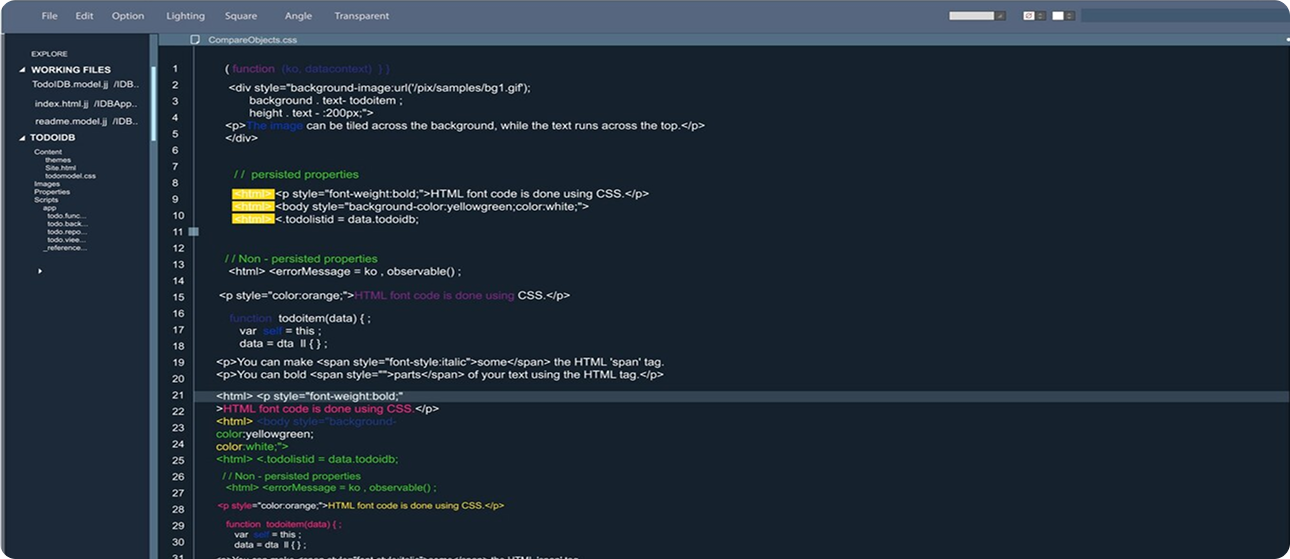 File Edit Option Lighting Square Angle Transparent
CompareObjects.css
EXPLORE
WORKING FILES
TodoIDB.model.jj /IDB..
index.html.jj /IDBApp..
readme.model.jj /IDB..
TODOIDB
Content
themes
Site.html
todomodel.css
Images
Properties
Scripts
app
todo.func...
todo.back...
todo.repo...
todo.viee...
_reference...
1
2
3
4
5
6
7
8
9
10
11
12
13
14
15
16
17
18
19
20
21
22
23
24
25
26
27
28
29
30
31
( function (ko, datacontext) } }
<div style="background-image:url('/pix/samples/bg1.gif');
background . text- todoitem ;
height . text - :200px;">
<p>The image can be tiled across the background, while the text runs across the top.</p>
</div>
// persisted properties
<html> <p style="font-weight:bold;">HTML font code is done using CSS.</p>
<html> <body style="background-color:yellowgreen;color:white;">
<html> <.todolistid = data.todoidb;
// Non - persisted properties
<html> <errorMessage = ko , observable() ;
<p style="color:orange;">HTML font code is done using CSS.</p>
function todoitem(data) { ;
var self = this ;
data = dta ll { } ;
<p>You can make <span style="font-style:italic">some</span> the HTML 'span' tag.
<p>You can bold <span style="">parts</span> of your text using the HTML tag.</p>
<html> <p style="font-weight:bold;"
>HTML font code is done using CSS.</p>
<html> <body style="background-
color:yellowgreen;
color:white;">
<html> <.todolistid = data.todoidb;
// Non - persisted properties
<html> <errorMessage = ko , observable() ;
<p style="color:orange;">HTML font code is done using CSS.</p>
function todoitem(data) { ;
var self = this ;
data = dta ll { } ;